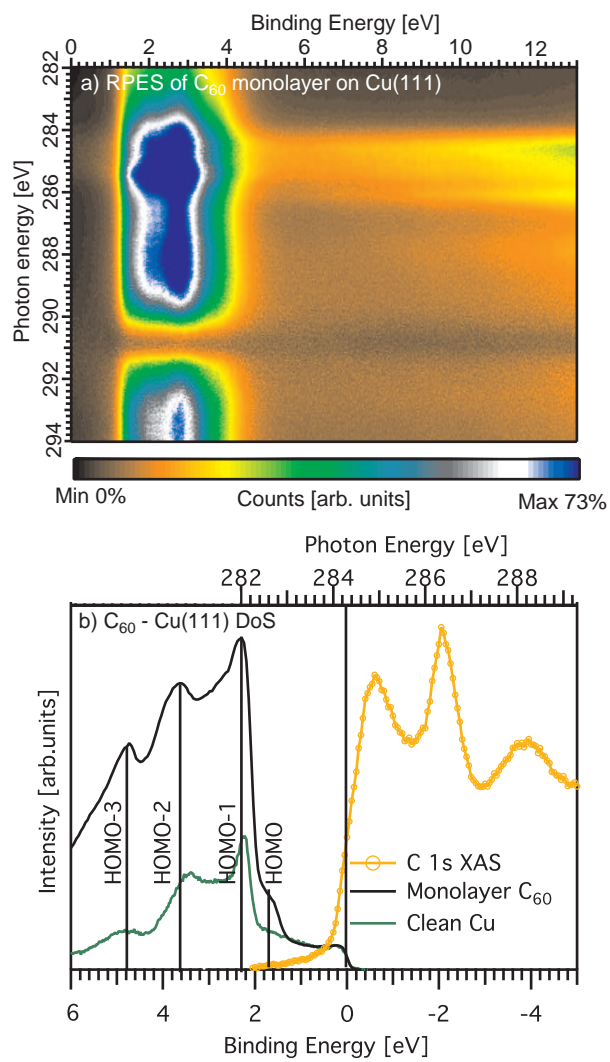 Binding Energy [eV]
0 2 4 6 8 10 12
a) RPES of C60 monolayer on Cu(111)
Photon energy [eV]
282
284
286
288
290
292
294
Min 0% Counts [arb. units] Max 73%
Photon Energy [eV]
282 284 286 288
b) C60 - Cu(111) DoS
Intensity [arb.units]
HOMO-3
HOMO-2
HOMO-1
HOMO
C 1s XAS
Monolayer C60
Clean Cu
6 4 2 0 -2 -4
Binding Energy [eV]